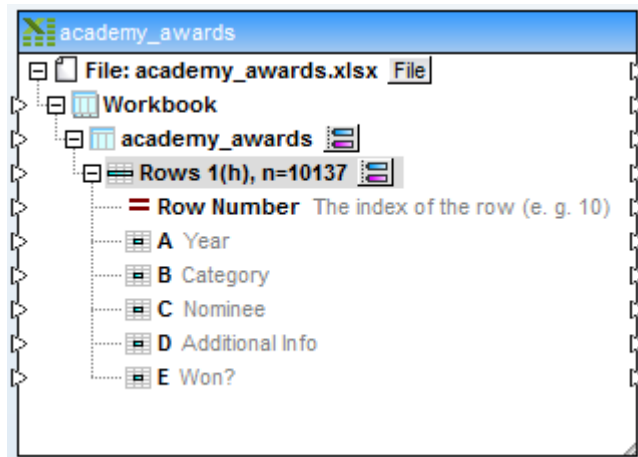 academy_awards
File: academy_awards.xlsx File
Workbook
academy_awards
Rows 1(h), n=10137
Row Number The index of the row (e. g. 10)
A Year
B Category
C Nominee
D Additional Info
E Won?